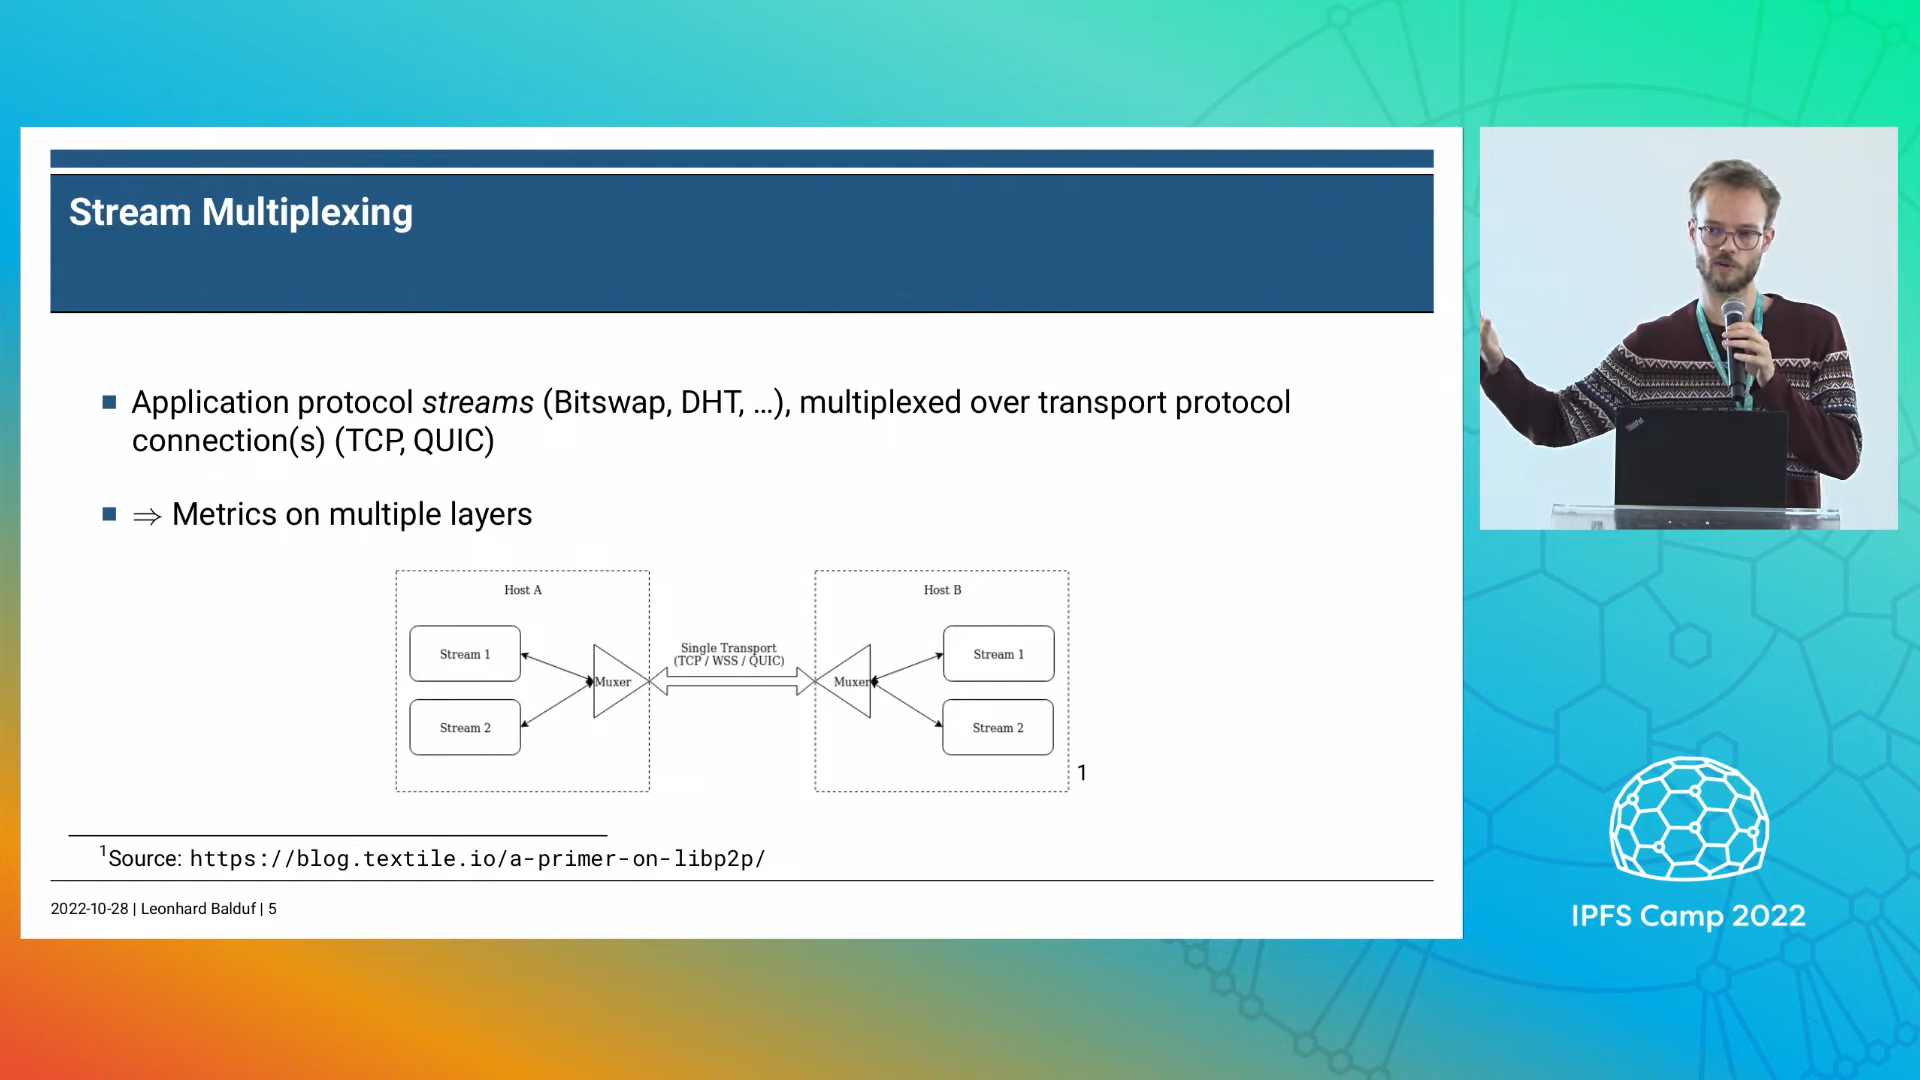 Stream Multiplexing
Application protocol streams (Bitswap, DHT, ...), multiplexed over transport protocol
connection(s) (TCP, QUIC)
⇒ Metrics on multiple layers
Host A
Stream 1
Stream 2
Muxer
Single Transport
(TCP / WSS / QUIC)
Host B
Muxer
Stream 1
Stream 2
1
1Source: https://blog.textile.io/a-primer-on-libp2p/
2022-10-28 | Leonhard Balduf | 5
ThinkPad
IPFS Camp 2022